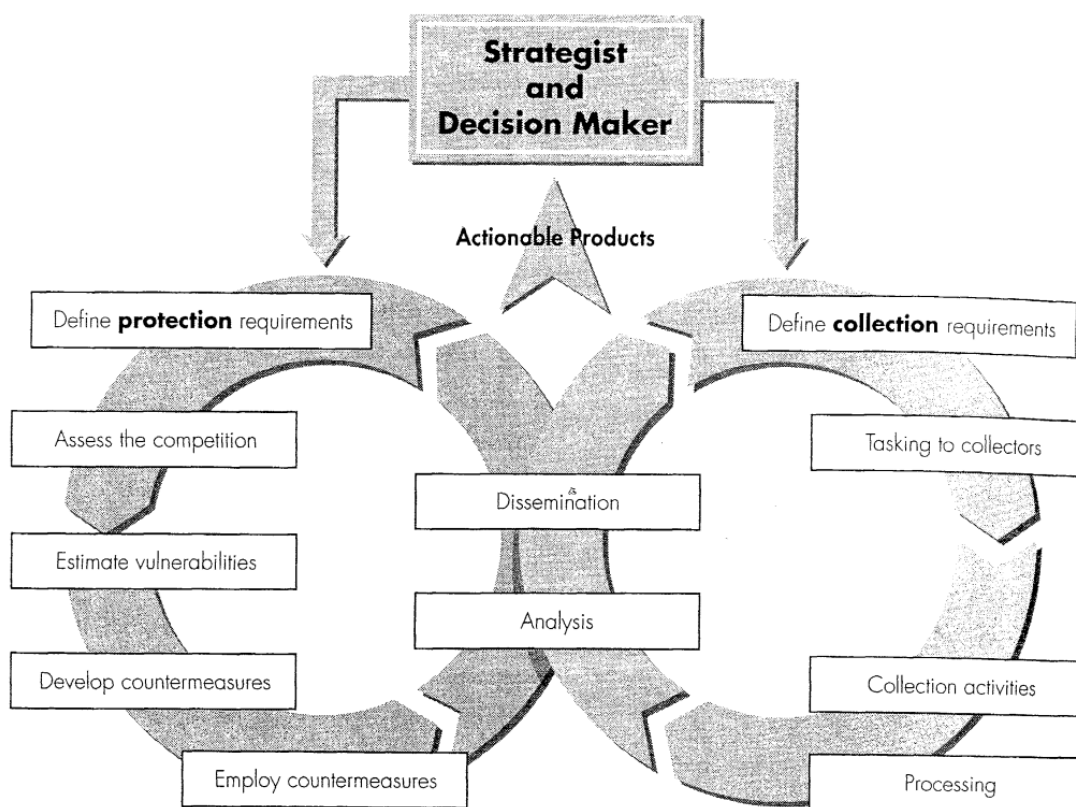 Strategist
and
Decision Maker
Actionable Products
Define protection requirements
Define collection requirements
Assess the competition
Tasking to collectors
Dissemination
Estimate vulnerabilities
Analysis
Develop countermeasures
Collection activities
Employ countermeasures
Processing